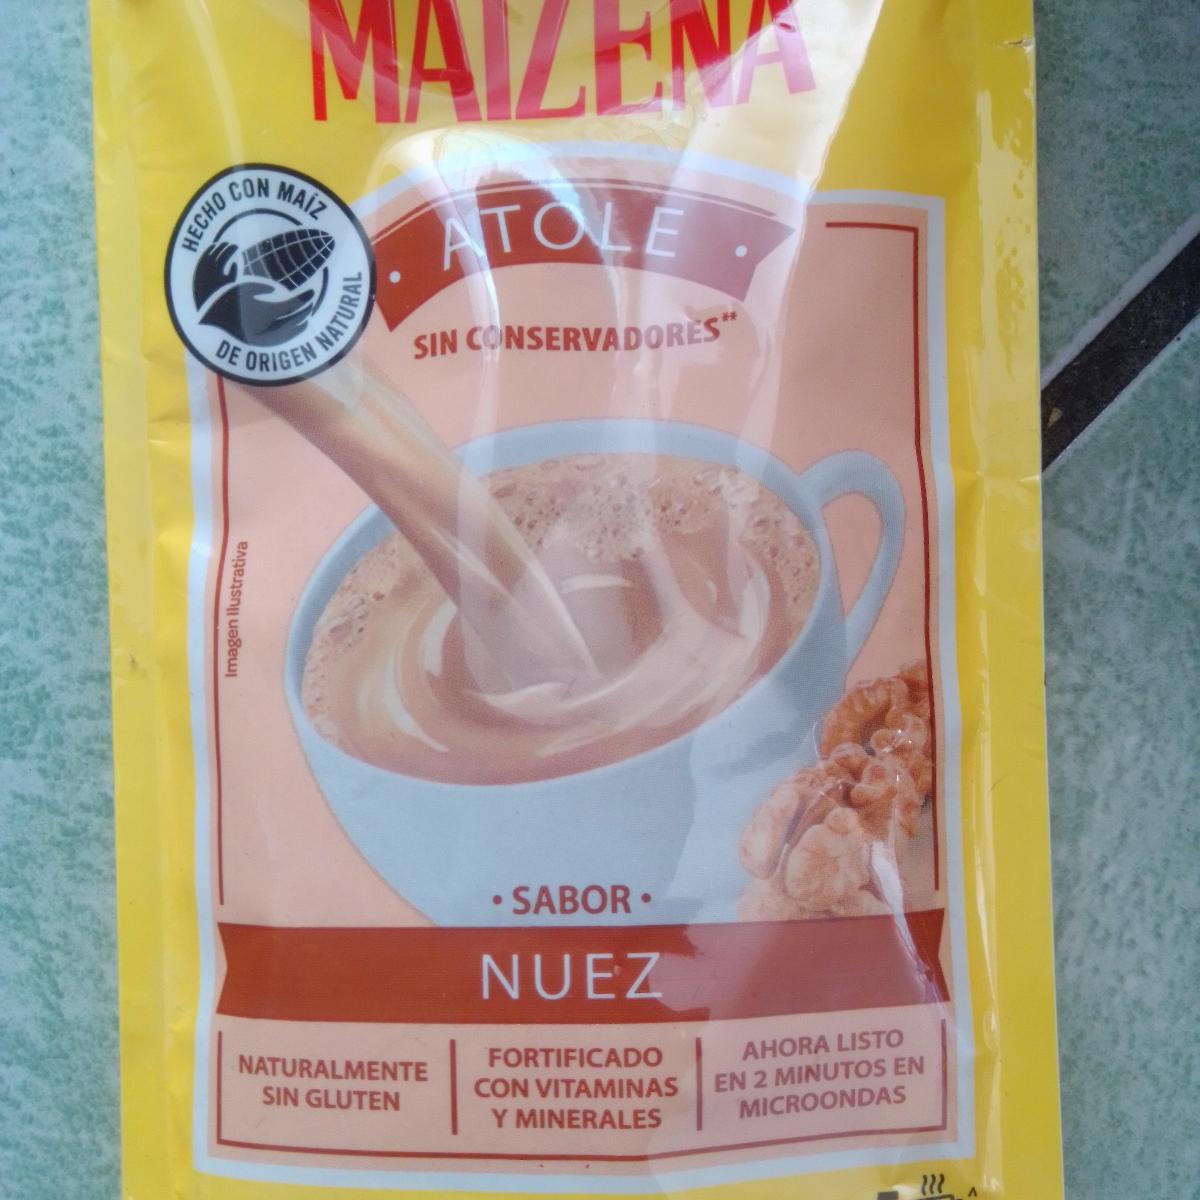 MAIZENA
HECHO CON MAÍZ
DE ORIGEN NATURAL
· ATOLE ·
SIN CONSERVADORES**
Imagen Ilustrativa
· SABOR ·
NUEZ
NATURALMENTE
SIN GLUTEN
FORTIFICADO
CON VITAMINAS
Y MINERALES
AHORA LISTO
EN 2 MINUTOS EN
MICROONDAS